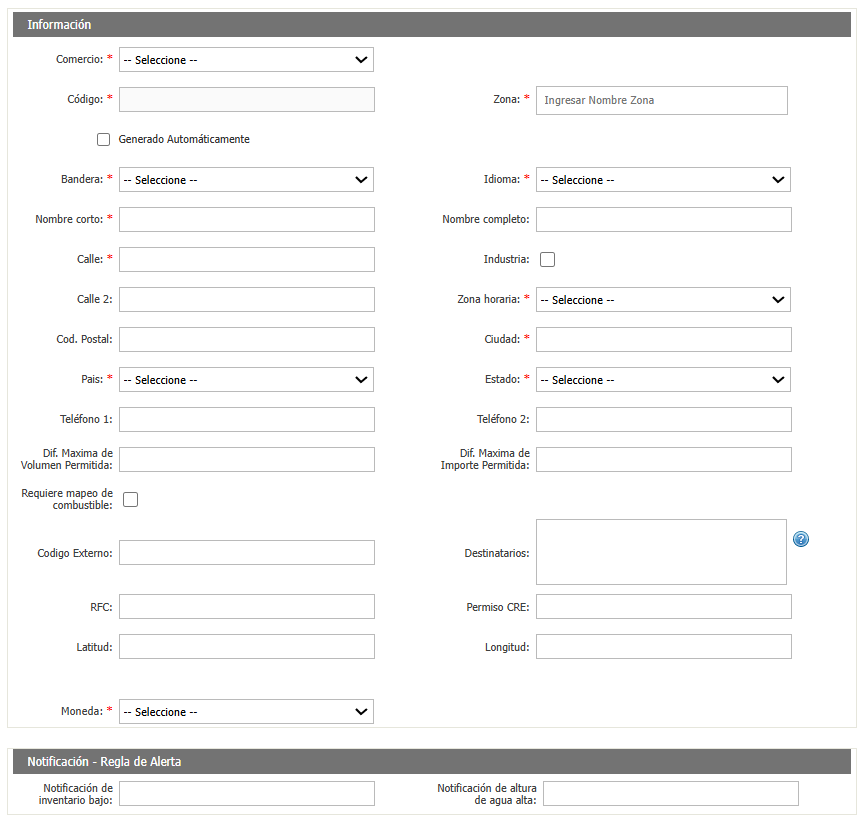 Información
Comercio: * -- Seleccione --
Código: *
Zona: * Ingresar Nombre Zona
Generado Automáticamente
Bandera: * -- Seleccione --
Idioma: * -- Seleccione --
Nombre corto: *
Nombre completo:
Calle: *
Industria:
Calle 2:
Zona horaria: * -- Seleccione --
Cod. Postal:
Ciudad: *
Pais: * -- Seleccione --
Estado: * -- Seleccione --
Teléfono 1:
Teléfono 2:
Dif. Maxima de
Volumen Permitida:
Dif. Maxima de
Importe Permitida:
Requiere mapeo de
combustible:
Codigo Externo:
Destinatarios:
?
RFC:
Permiso CRE:
Latitud:
Longitud:
Moneda: * -- Seleccione --
Notificación - Regla de Alerta
Notificación de
inventario bajo:
Notificación de altura
de agua alta: